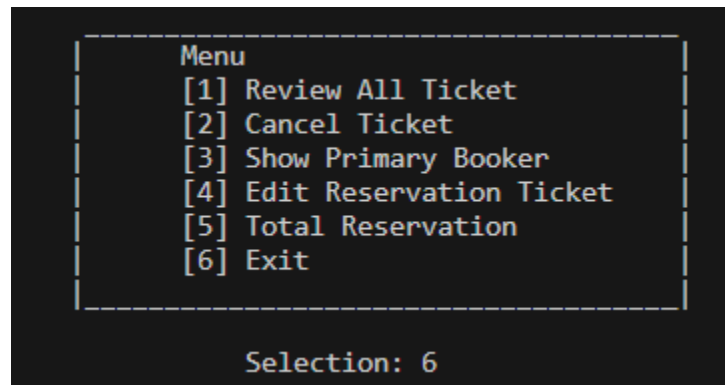 Menu
[1] Review All Ticket
[2] Cancel Ticket
[3] Show Primary Booker
[4] Edit Reservation Ticket
[5] Total Reservation
[6] Exit
Selection: 6